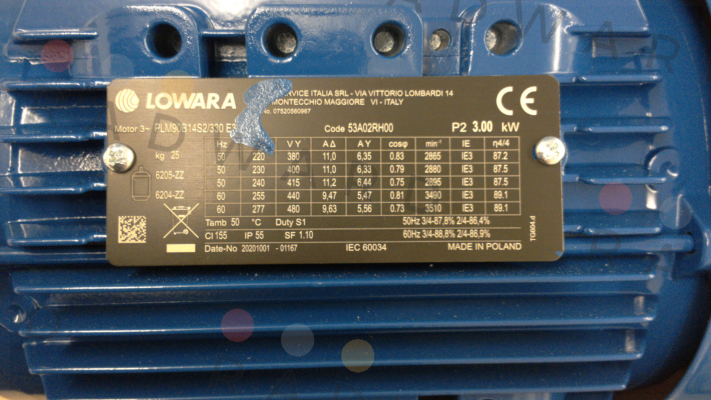 LOWARA
SERVICE ITALIA SRL - VIA VITTORIO LOMBARDI 14
MONTECCHIO MAGGIORE VI - ITALY
No. 07520560967
CE
Motor 3~ PLM90B14S2/330 E3 Code 53A02RH00 P2 3.00 kW
kg 25
6205-ZZ
6204-ZZ
Hz V Y A Δ A Y cosφ min⁻¹ IE η4/4
50 220 380 11,0 6,35 0.83 2865 IE3 87.2
50 230 400 11,0 6,33 0.79 2880 IE3 87.5
50 240 415 11,2 6,44 0.75 2895 IE3 87.5
60 255 440 9,47 5,47 0.81 3490 IE3 89.1
60 277 480 9,63 5,56 0.73 3510 IE3 89.1
Tamb 50 °C Duty S1 50Hz 3/4-87,8% 2/4-86,4%
Cl 155 IP 55 SF 1.10 60Hz 3/4-88,8% 2/4-86,9%
Date-No 20201001 - 01167 IEC 60034 MADE IN POLAND